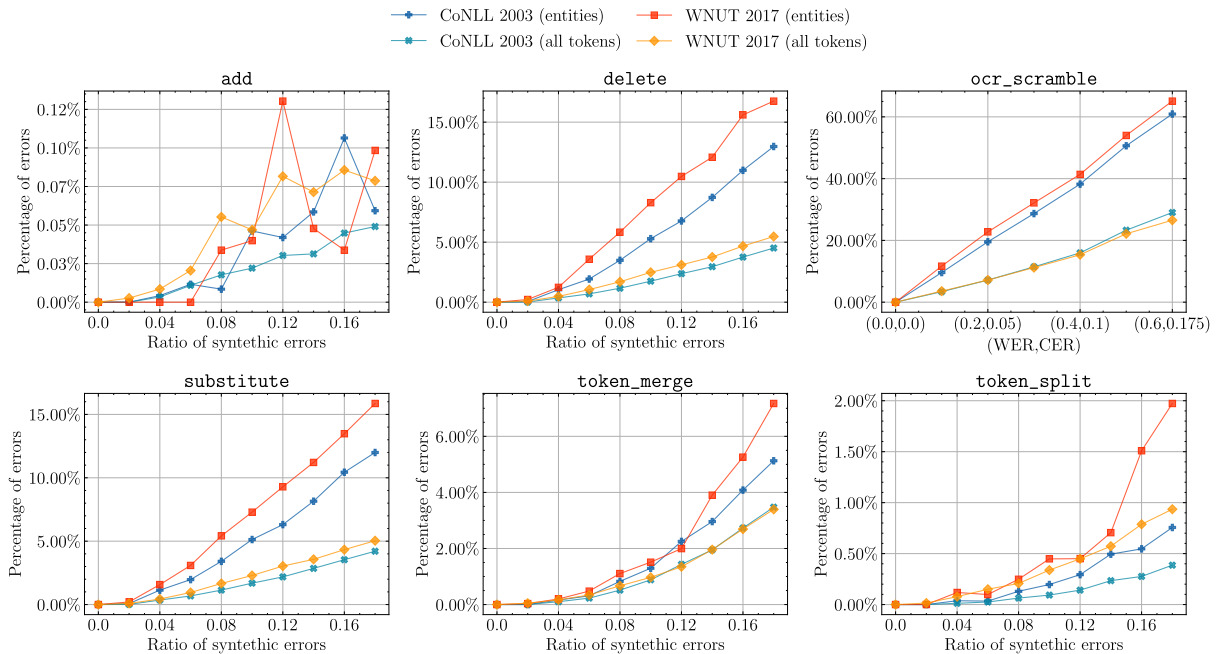 CoNLL 2003 (entities) WNUT 2017 (entities)
CoNLL 2003 (all tokens) WNUT 2017 (all tokens)
add
Percentage of errors
0.12%
0.10%
0.07%
0.05%
0.03%
0.00%
0.0 0.04 0.08 0.12 0.16
Ratio of syntethic errors
delete
Percentage of errors
15.00%
10.00%
5.00%
0.00%
0.0 0.04 0.08 0.12 0.16
Ratio of syntethic errors
ocr_scramble
Percentage of errors
60.00%
40.00%
20.00%
0.00%
(0.0,0.0) (0.2,0.05) (0.4,0.1) (0.6,0.175)
(WER,CER)
substitute
Percentage of errors
15.00%
10.00%
5.00%
0.00%
0.0 0.04 0.08 0.12 0.16
Ratio of syntethic errors
token_merge
Percentage of errors
6.00%
4.00%
2.00%
0.00%
0.0 0.04 0.08 0.12 0.16
Ratio of syntethic errors
token_split
Percentage of errors
2.00%
1.50%
1.00%
0.50%
0.00%
0.0 0.04 0.08 0.12 0.16
Ratio of syntethic errors